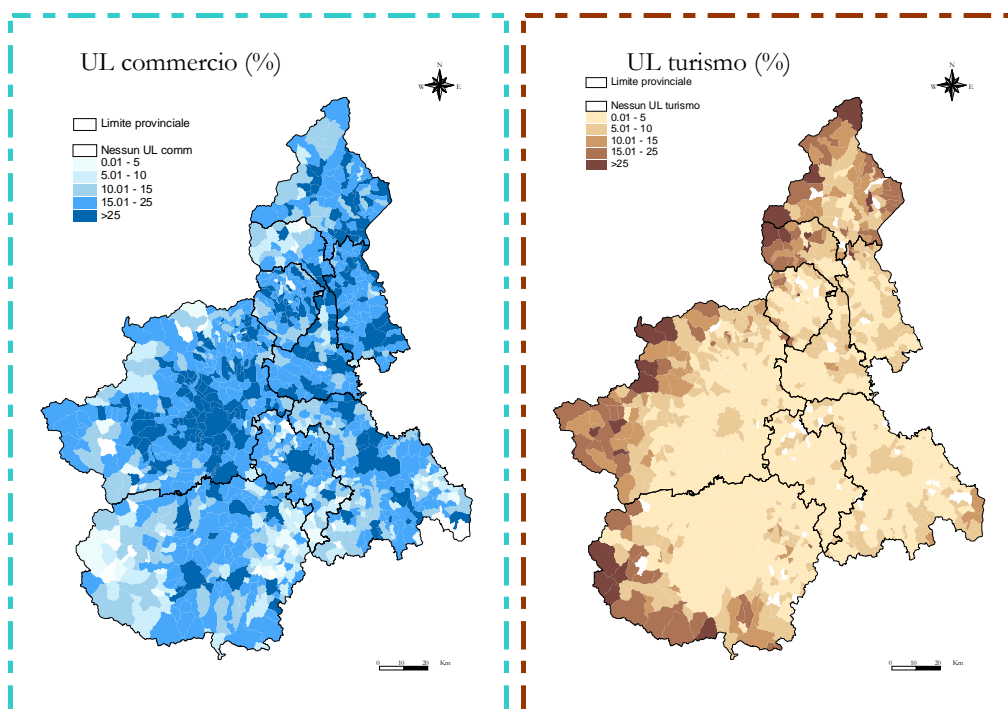 UL commercio (%)
N
W E
S
Limite provinciale
Nessun UL comm
0.01 - 5
5.01 - 10
10.01 - 15
15.01 - 25
>25
0 10 20 Km
UL turismo (%)
N
W E
S
Limite provinciale
Nessun UL turismo
0.01 - 5
5.01 - 10
10.01 - 15
15.01 - 25
>25
0 10 20 Km